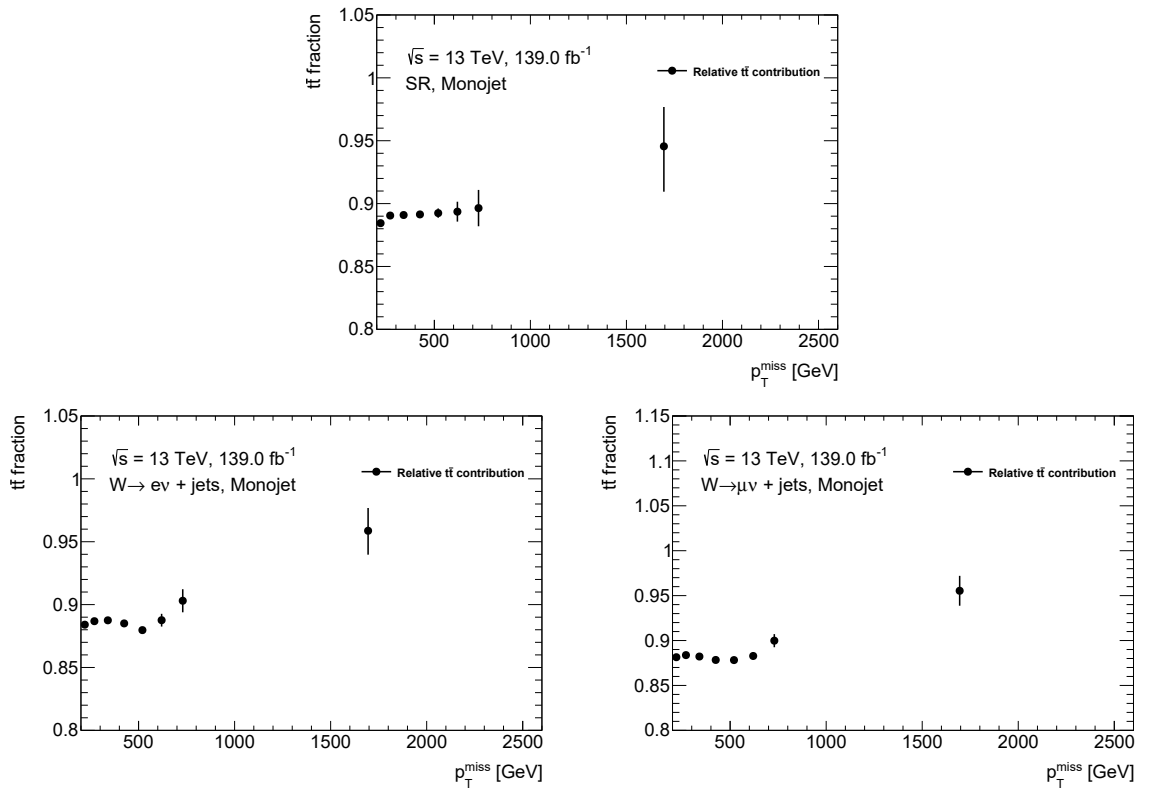 tt̄ fraction
1.05
1
0.95
0.9
0.85
0.8
√s = 13 TeV, 139.0 fb⁻¹
SR, Monojet
Relative tt̄ contribution
500 1000 1500 2000 2500
p_T^miss [GeV]
tt̄ fraction
1.05
1
0.95
0.9
0.85
0.8
√s = 13 TeV, 139.0 fb⁻¹
W→ eν + jets, Monojet
Relative tt̄ contribution
500 1000 1500 2000 2500
p_T^miss [GeV]
tt̄ fraction
1.15
1.1
1.05
1
0.95
0.9
0.85
0.8
√s = 13 TeV, 139.0 fb⁻¹
W→μν + jets, Monojet
Relative tt̄ contribution
500 1000 1500 2000 2500
p_T^miss [GeV]